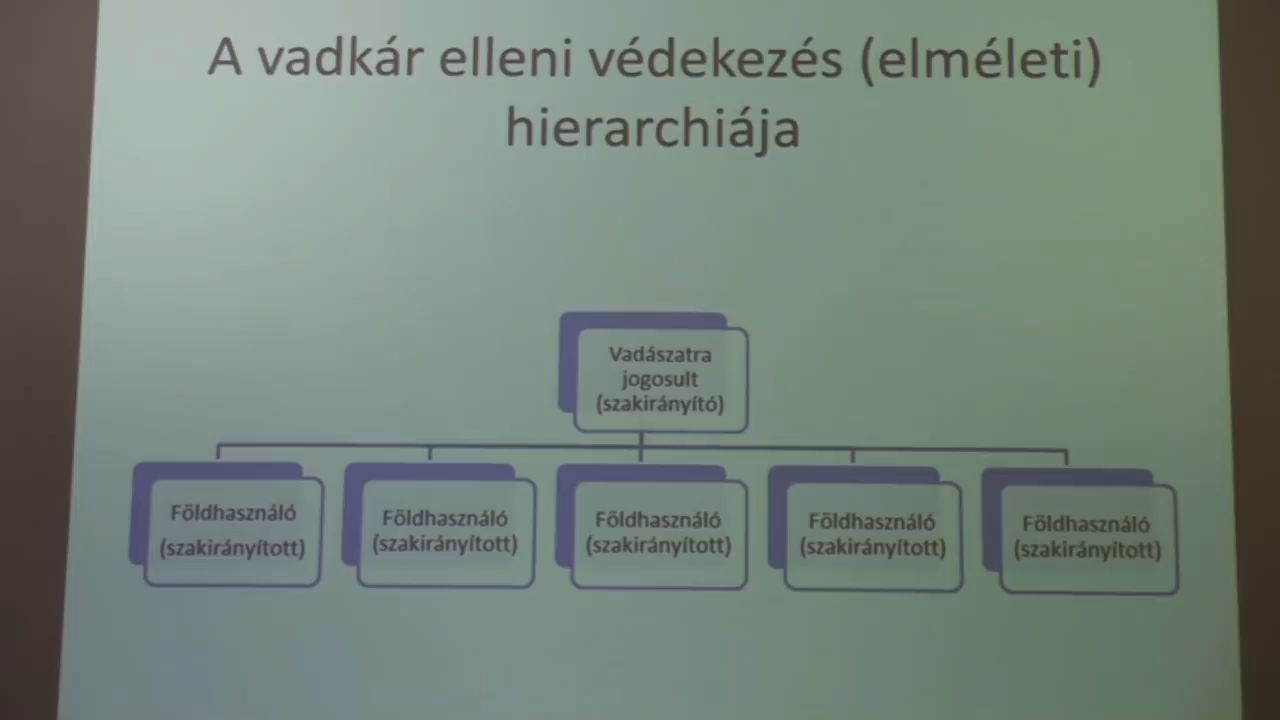 A vadkár elleni védekezés (elméleti)
hierarchiája
Vadászatra
jogosult
(szakirányító)
Földhasználó
(szakirányított)
Földhasználó
(szakirányított)
Földhasználó
(szakirányított)
Földhasználó
(szakirányított)
Földhasználó
(szakirányított)